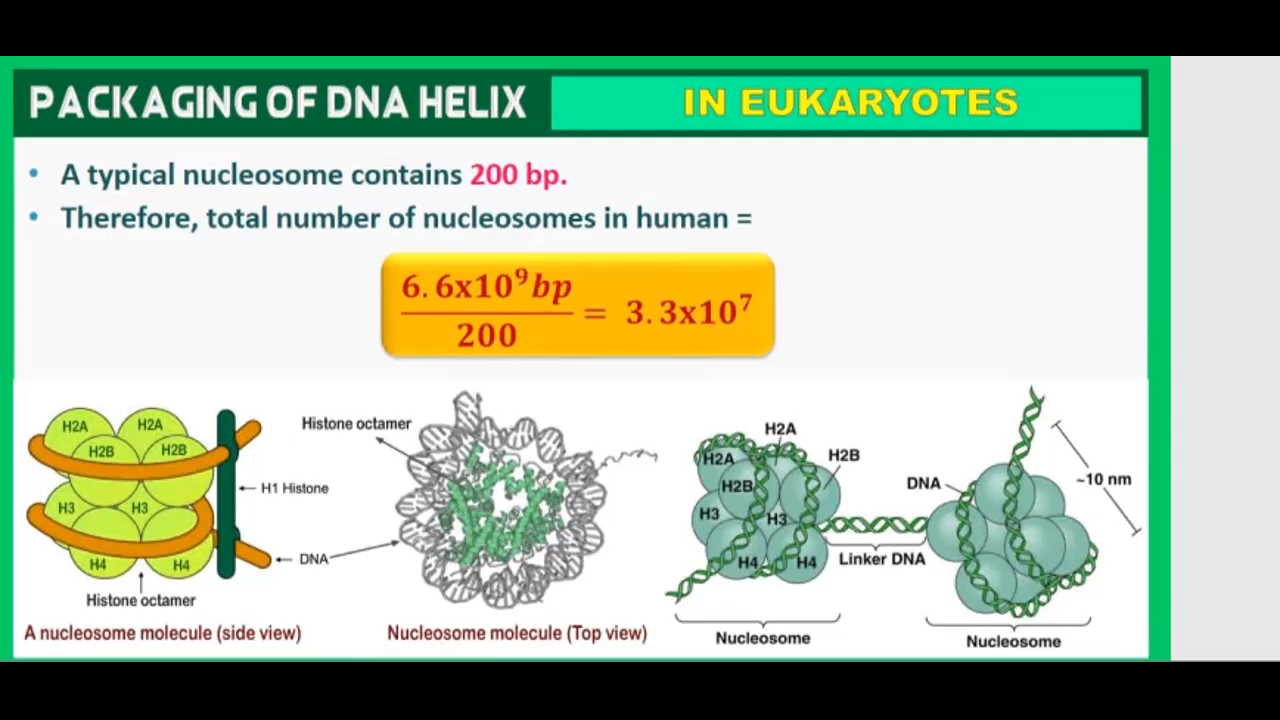 PACKAGING OF DNA HELIX
IN EUKARYOTES
• A typical nucleosome contains 200 bp.
• Therefore, total number of nucleosomes in human =
6.6x10⁹bp
200
= 3.3x10⁷
H2A
H2A
H2B
H2B
H3
H3
H4
H4
H1 Histone
DNA
Histone octamer
A nucleosome molecule (side view)
Histone octamer
Nucleosome molecule (Top view)
H2A
H2A
H2B
H2B
H3
H3
H4
H4
Linker DNA
Nucleosome
DNA
~10 nm
Nucleosome